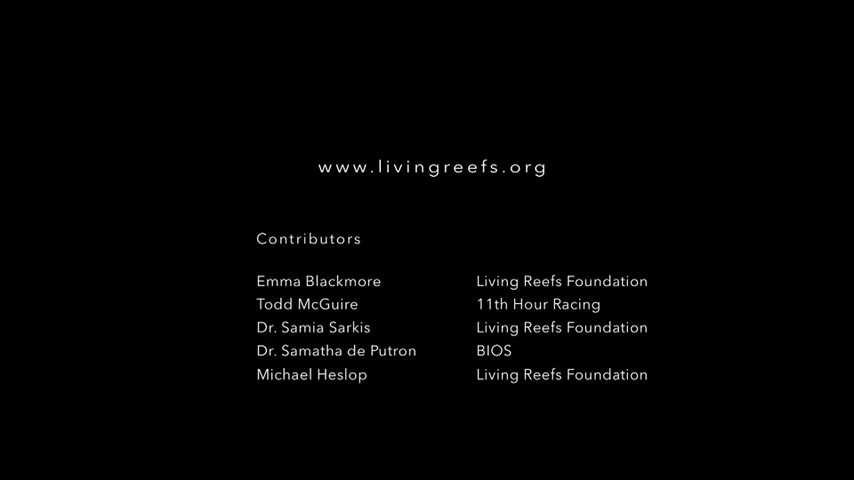 www.livingreefs.org
Contributors
Emma Blackmore Living Reefs Foundation
Todd McGuire 11th Hour Racing
Dr. Samia Sarkis Living Reefs Foundation
Dr. Samatha de Putron BIOS
Michael Heslop Living Reefs Foundation